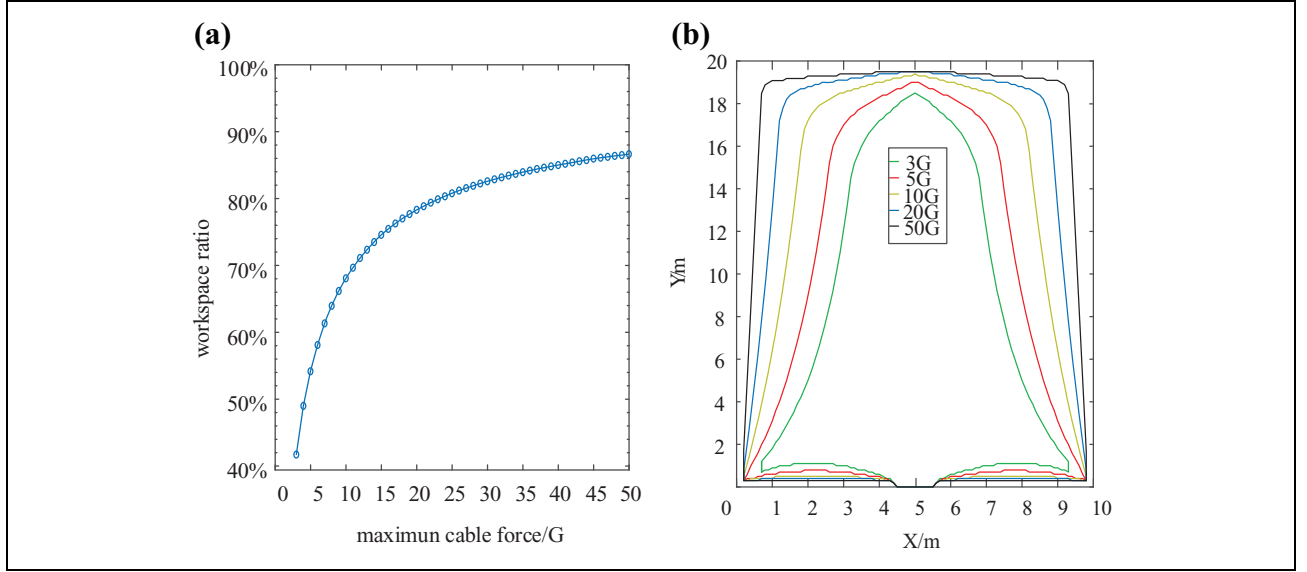 (a)
100%
90%
80%
70%
60%
50%
40%
workspace ratio
0 5 10 15 20 25 30 35 40 45 50
maximun cable force/G
(b)
20
18
16
14
12
10
8
6
4
2
Y/m
3G
5G
10G
20G
50G
0 1 2 3 4 5 6 7 8 9 10
X/m